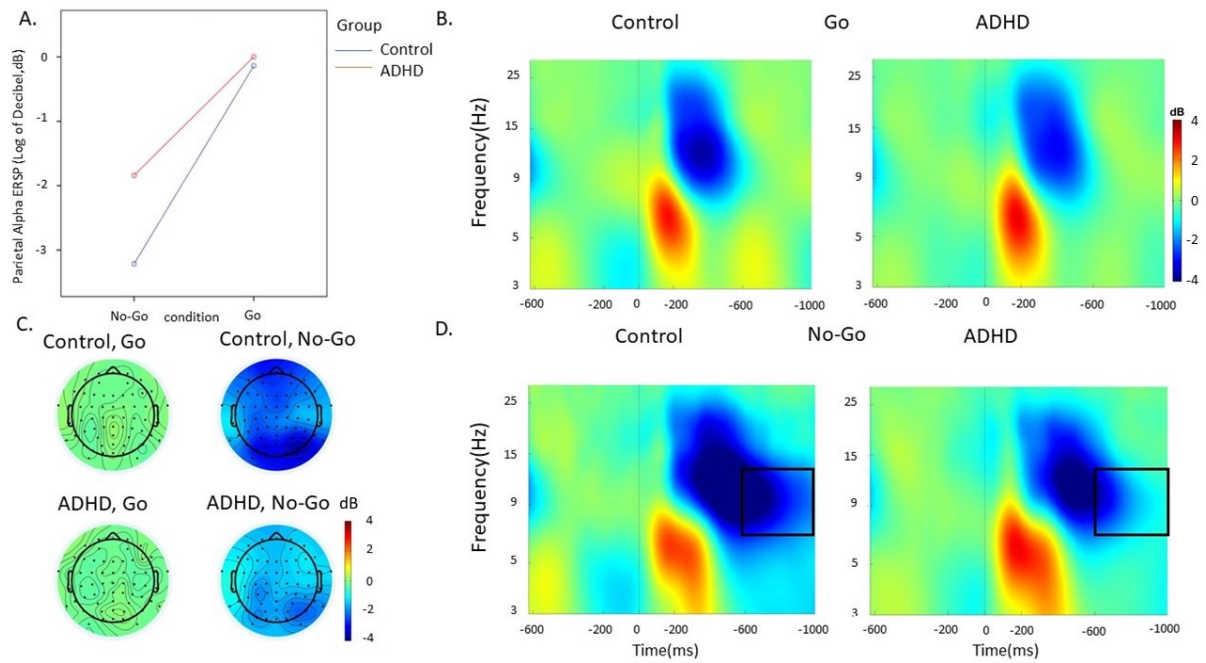 A.
Group
Control
ADHD
0
-1
-2
-3
Parietal Alpha ERSP (Log of Decibel,dB)
No-Go condition Go
B.
Control Go ADHD
Frequency(Hz)
25
15
9
5
3
-600 -200 0 -200 -600 -1000
25
15
9
5
3
-600 -200 0 -200 -600 -1000
dB
4
2
0
-2
-4
C.
Control, Go Control, No-Go
ADHD, Go ADHD, No-Go dB
4
2
0
-2
-4
D.
Control No-Go ADHD
Frequency(Hz)
25
15
9
5
3
-600 -200 0 -200 -600 -1000
Time(ms)
25
15
9
5
3
-600 -200 0 -200 -600 -1000
Time(ms)